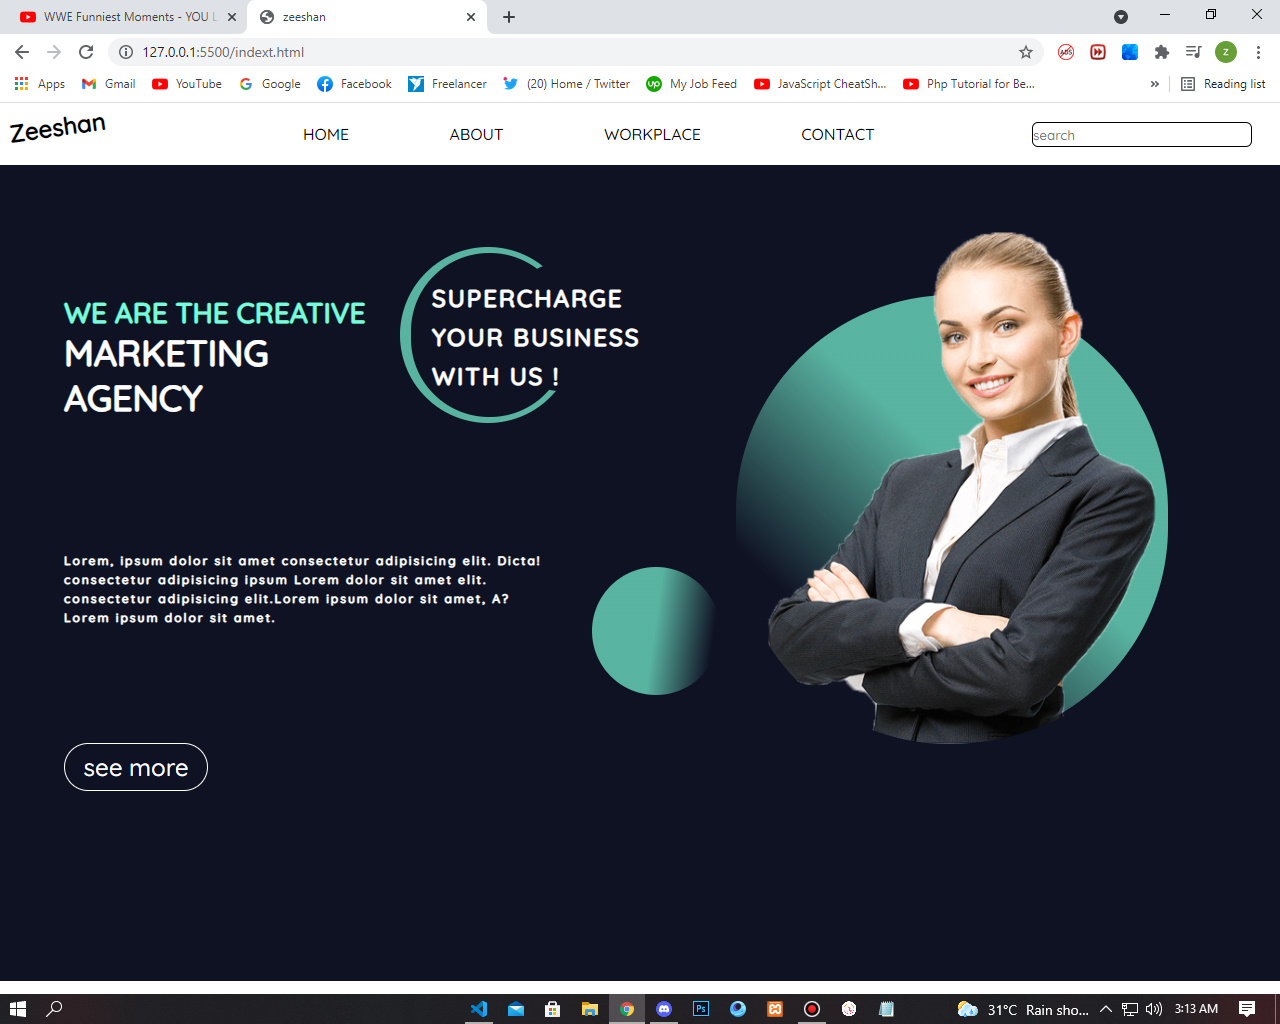 WWE Funniest Moments - YOU L
zeeshan
127.0.0.1:5500/indext.html
ADS
z
Apps
Gmail
YouTube
Google
Facebook
Freelancer
(20) Home / Twitter
up
My Job Feed
JavaScript CheatSh...
Php Tutorial for Be...
»
Reading list
Zeeshan
HOME
ABOUT
WORKPLACE
CONTACT
search
WE ARE THE CREATIVE
MARKETING
AGENCY
SUPERCHARGE
YOUR BUSINESS
WITH US !
Lorem, ipsum dolor sit amet consectetur adipisicing elit. Dicta!
consectetur adipisicing ipsum Lorem dolor sit amet elit.
consectetur adipisicing elit.Lorem ipsum dolor sit amet, A?
Lorem ipsum dolor sit amet.
see more
Ps
31°C Rain sho...
3:13 AM